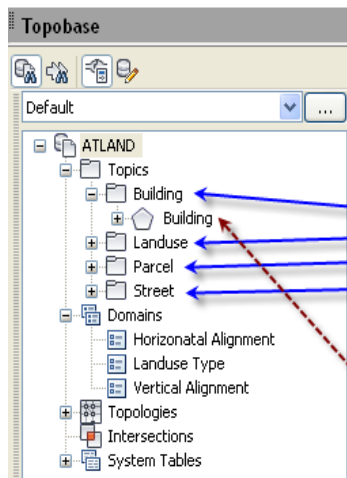 Topobase
Default
...
ATLAND
Topics
Building
Building
Landuse
Parcel
Street
Domains
Horizonatal Alignment
Landuse Type
Vertical Alignment
Topologies
Intersections
System Tables